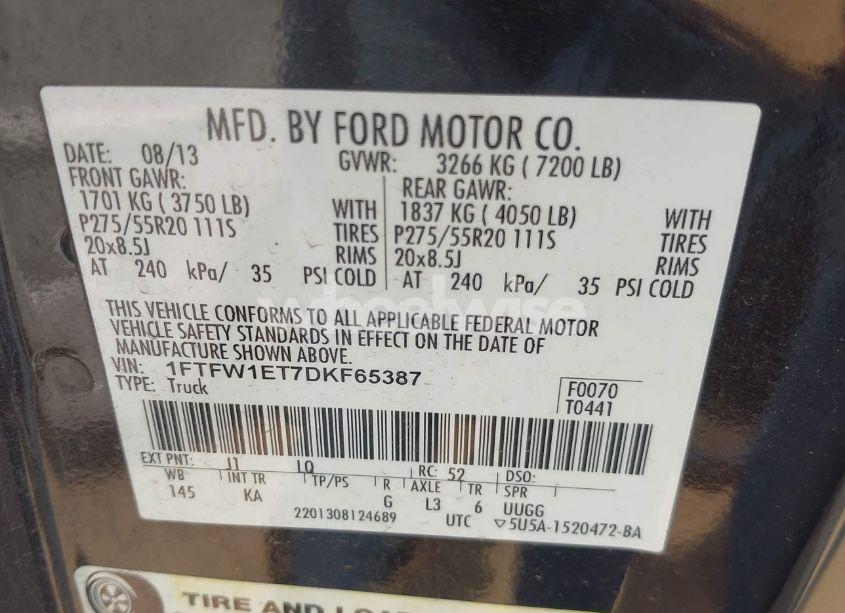 MFD. BY FORD MOTOR CO.
DATE: 08/13 GVWR: 3266 KG ( 7200 LB)
FRONT GAWR: REAR GAWR:
1701 KG ( 3750 LB) WITH 1837 KG ( 4050 LB) WITH
P275/55R20 111S TIRES P275/55R20 111S TIRES
20x8.5J RIMS 20x8.5J RIMS
AT 240 kPa/ 35 PSI COLD AT 240 kPa/ 35 PSI COLD
THIS VEHICLE CONFORMS TO ALL APPLICABLE FEDERAL MOTOR
VEHICLE SAFETY STANDARDS IN EFFECT ON THE DATE OF
MANUFACTURE SHOWN ABOVE.
VIN: 1FTFW1ET7DKF65387
TYPE: Truck
F0070
T0441
EXT PNT: J1 RC: 52 DSO:
WB INT TR TP/PS R AXLE TR SPR
145 KA G L3 6 UUGG
2201308124689 UTC ▽5U5A-1520472-BA
wheelwise
TIRE AND